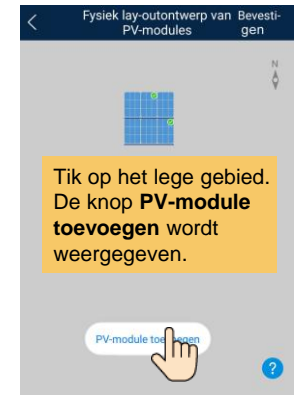 Fysiek lay-outontwerp van Bevesti-
PV-modules gen
N
Tik op het lege gebied.
De knop PV-module
toevoegen wordt
weergegeven.
PV-module toevoegen
?